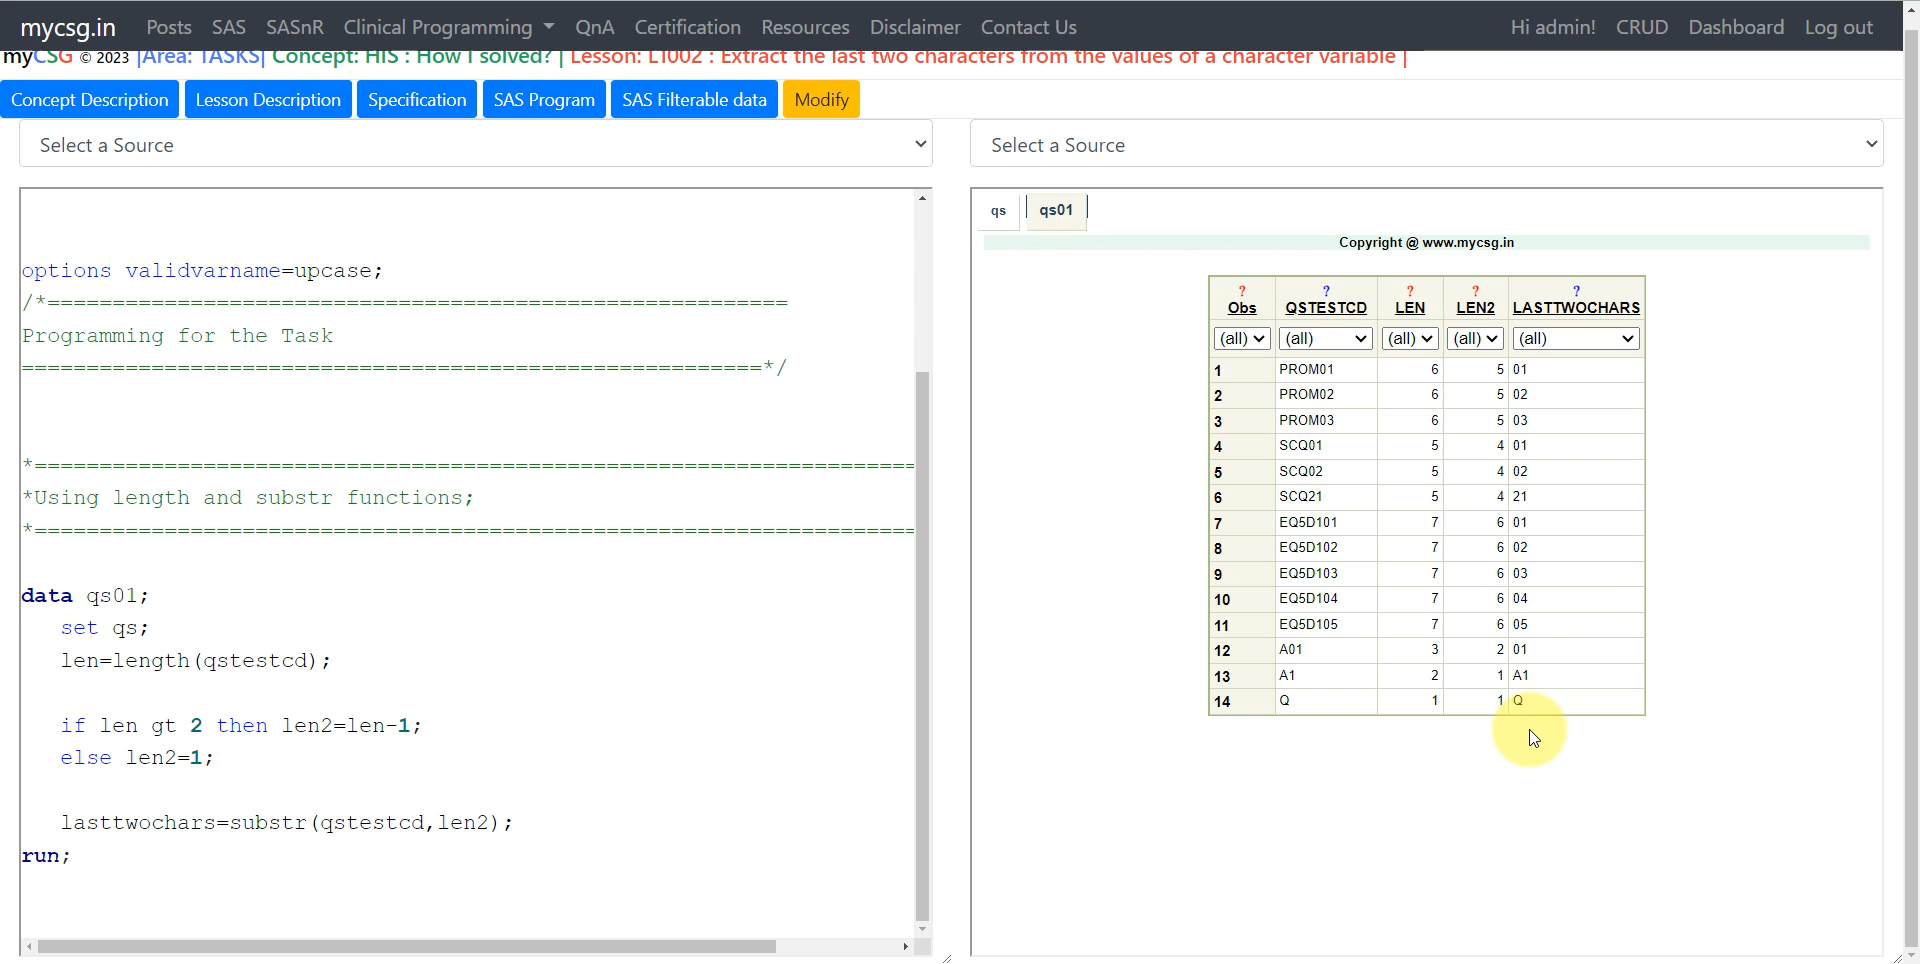 mycsg.in Posts SAS SASnR Clinical Programming QnA Certification Resources Disclaimer Contact Us Hi admin! CRUD Dashboard Log out
myCSG © 2023 |Area: TASKS| Concept: HIS : How I solved? | Lesson: LT002 : Extract the last two characters from the values of a character variable |
Concept Description Lesson Description Specification SAS Program SAS Filterable data Modify
Select a Source
options validvarname=upcase;
/*=========================================================
Programming for the Task
=========================================================*/
*====================================================================
*Using length and substr functions;
*====================================================================
data qs01;
set qs;
len=length(qstestcd);
if len gt 2 then len2=len-1;
else len2=1;
lasttwochars=substr(qstestcd,len2);
run;
Select a Source
qs qs01
Copyright @ www.mycsg.in
? ? ? ? ?
Obs QSTESTCD LEN LEN2 LASTTWOCHARS
(all) (all) (all) (all) (all)
1 PROM01 6 5 01
2 PROM02 6 5 02
3 PROM03 6 5 03
4 SCQ01 5 4 01
5 SCQ02 5 4 02
6 SCQ21 5 4 21
7 EQ5D101 7 6 01
8 EQ5D102 7 6 02
9 EQ5D103 7 6 03
10 EQ5D104 7 6 04
11 EQ5D105 7 6 05
12 A01 3 2 01
13 A1 2 1 A1
14 Q 1 1 Q